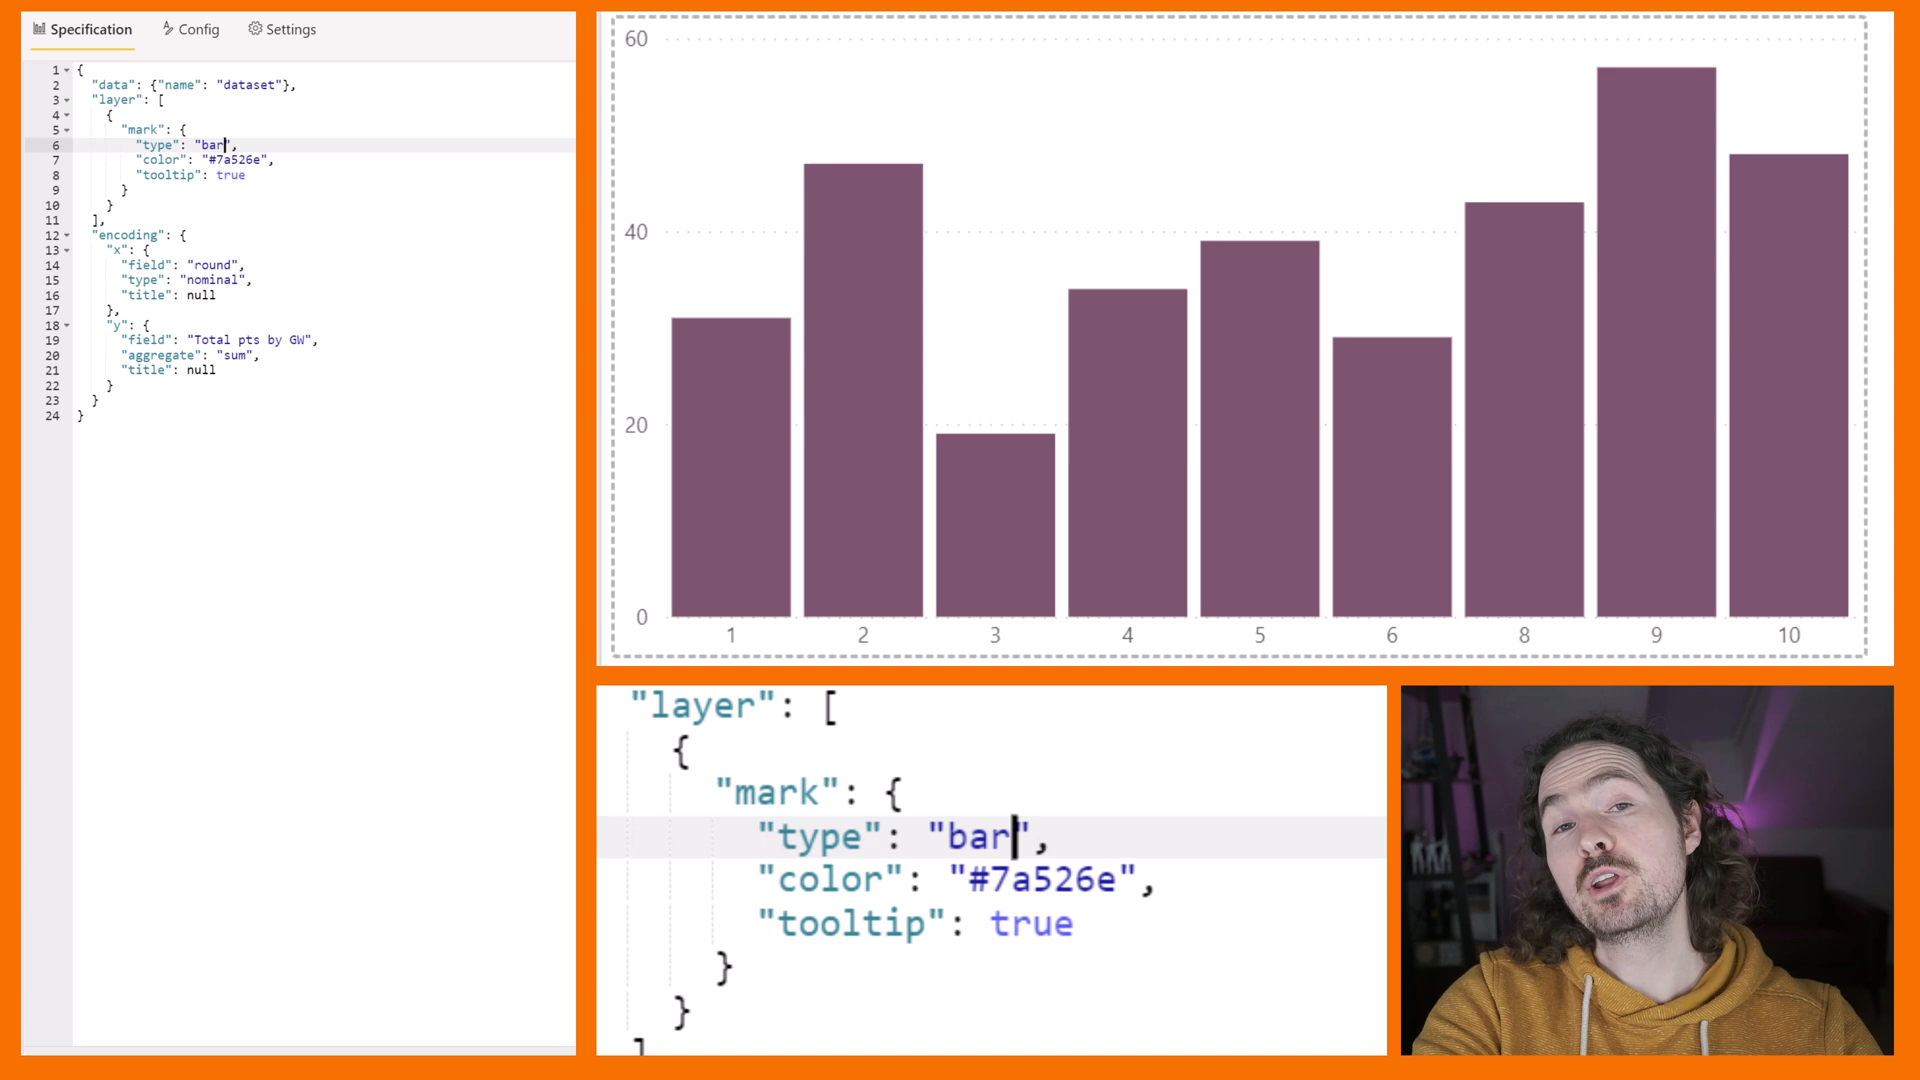 Specification Config Settings
1 {
2 "data": {"name": "dataset"},
3 "layer": [
4 {
5 "mark": {
6 "type": "bar",
7 "color": "#7a526e",
8 "tooltip": true
9 }
10 }
11 ],
12 "encoding": {
13 "x": {
14 "field": "round",
15 "type": "nominal",
16 "title": null
17 },
18 "y": {
19 "field": "Total pts by GW",
20 "aggregate": "sum",
21 "title": null
22 }
23 }
24 }
60
40
20
0
1 2 3 4 5 6 8 9 10
"layer": [
{
"mark": {
"type": "bar",
"color": "#7a526e",
"tooltip": true
}
}
]